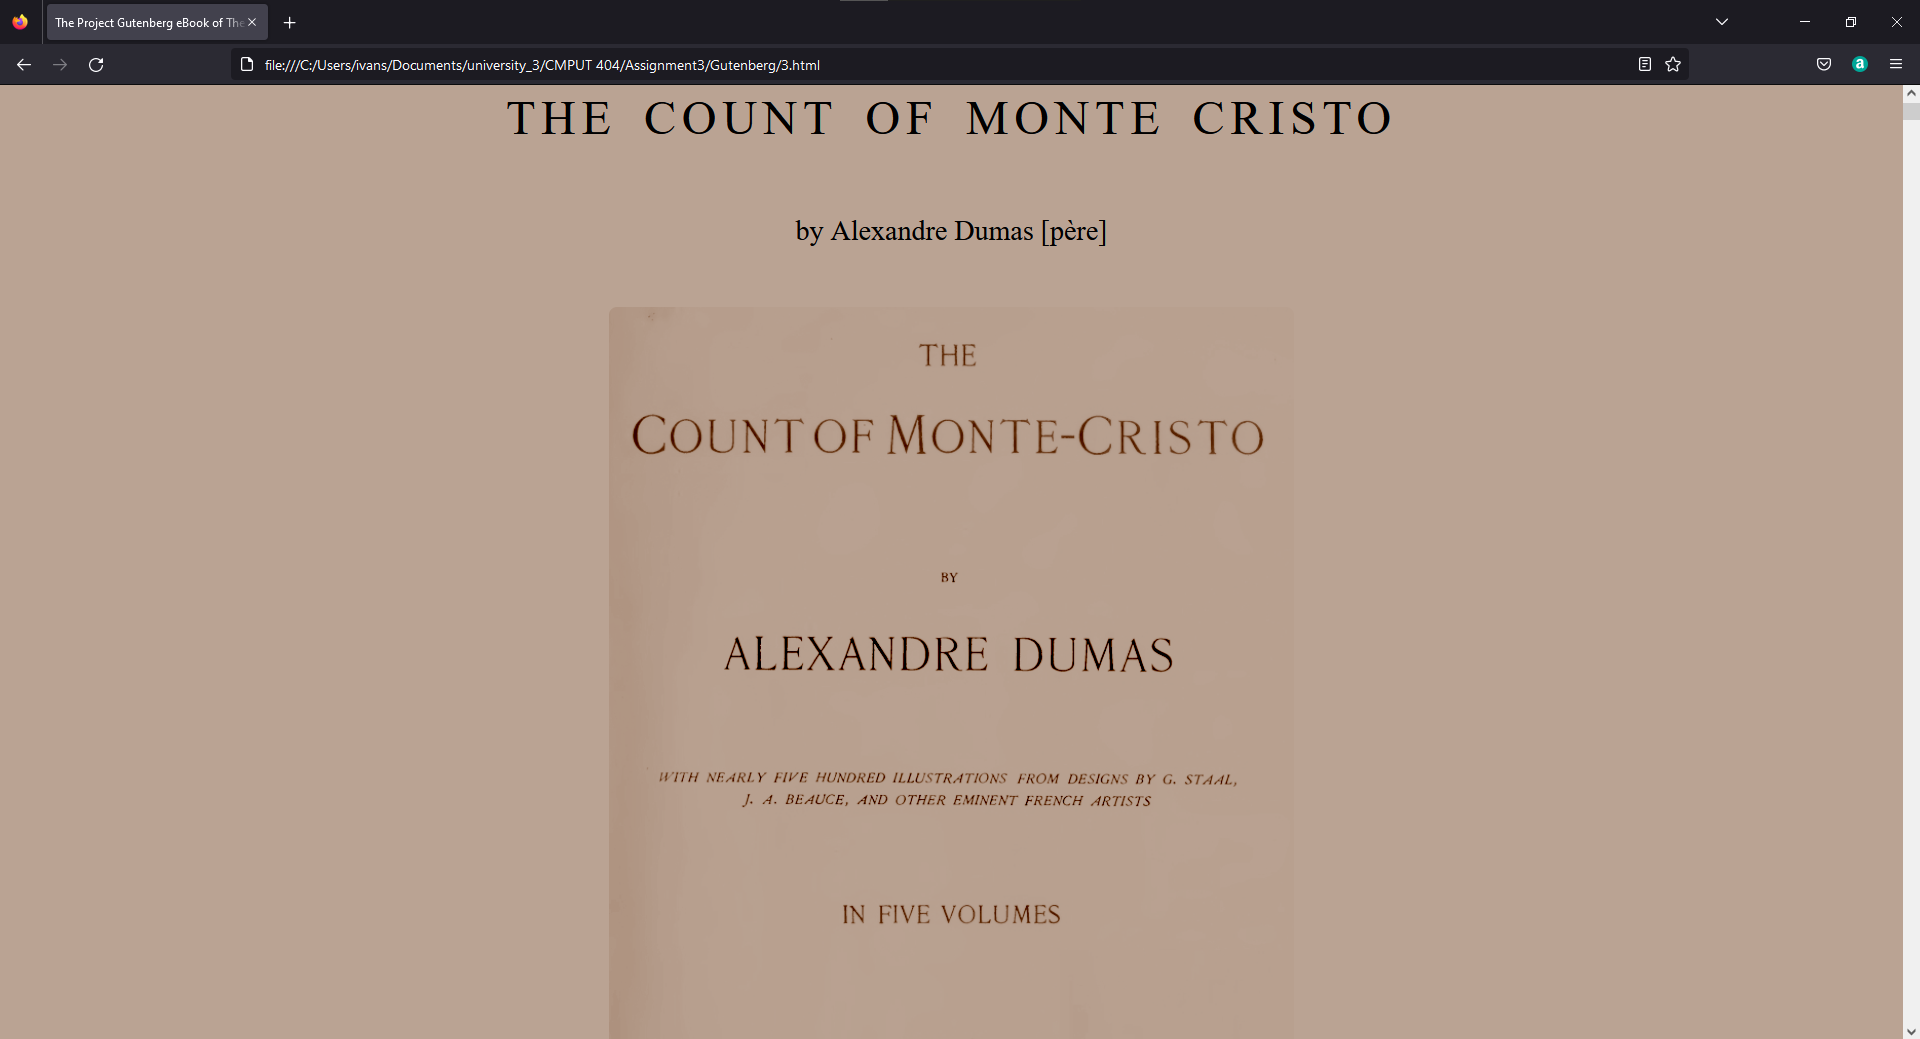 The Project Gutenberg eBook of The
file:///C:/Users/ivans/Documents/university_3/CMPUT 404/Assignment3/Gutenberg/3.html
THE COUNT OF MONTE CRISTO
by Alexandre Dumas [père]
THE
COUNT OF MONTE-CRISTO
BY
ALEXANDRE DUMAS
WITH NEARLY FIVE HUNDRED ILLUSTRATIONS FROM DESIGNS BY G. STAAL,
J. A. BEAUCE, AND OTHER EMINENT FRENCH ARTISTS
IN FIVE VOLUMES